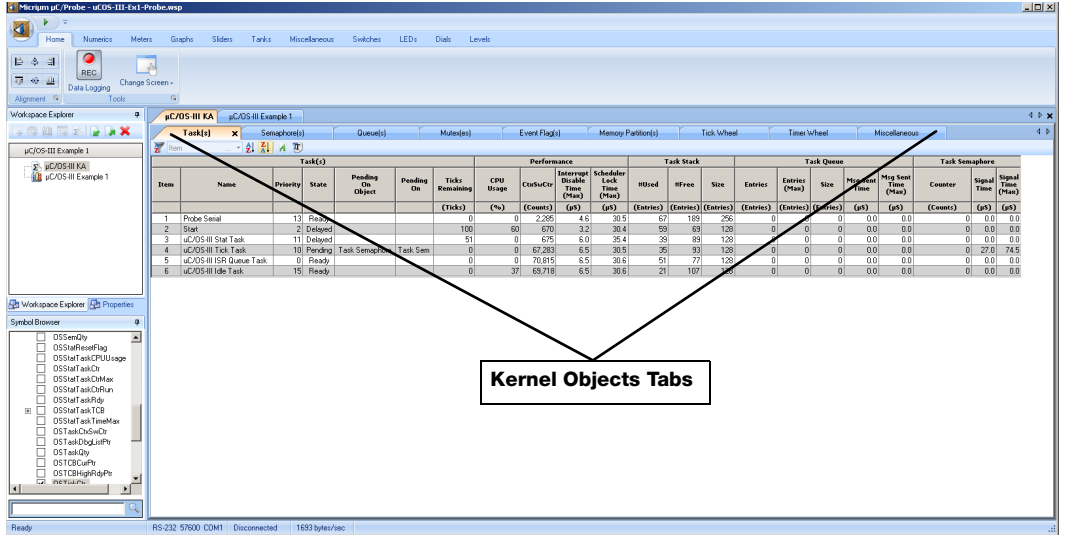 Micrium µC/Probe - uCOS-III-Ex1-Probe.wsp
Home Numerics Meters Graphs Sliders Tanks Miscellaneous Switches LEDs Dials Levels
REC
Data Logging
Change Screen
Alignment Tools
Workspace Explorer
µC/OS-III Example 1
µC/OS-III KA
µC/OS-III Example 1
Workspace Explorer Properties
Symbol Browser
OSSemQty
OSStatResetFlag
OSStatTaskCPUUsage
OSStatTaskCtr
OSStatTaskCtrMax
OSStatTaskCtrRun
OSStatTaskRdy
OSStatTaskTCB
OSStatTaskTimeMax
OSTaskCtxSwCtr
OSTaskDbgListPtr
OSTaskQty
OSTCBCurPtr
OSTCBHighRdyPtr
OSTickCtr
µC/OS-III KA µC/OS-III Example 1
Task(s) x Semaphore(s) Queue(s) Mutex(es) Event Flag(s) Memory Partition(s) Tick Wheel Timer Wheel Miscellaneous
Item ...
Task(s) Performance Task Stack Task Queue Task Semaphore
Item Name Priority State Pending On Object Pending On Ticks Remaining CPU Usage CtxSwCtr Interrupt Disable Time (Max) Scheduler Lock Time (Max) #Used #Free Size Entries Entries (Max) Size Msg Sent Time Msg Sent Time (Max) Counter Signal Time Signal Time (Max)
(Ticks) (%) (Counts) (µS) (µS) (Entries) (Entries) (Entries) (Entries) (Entries) (Entries) (µS) (µS) (Counts) (µS) (µS)
1 Probe Serial 13 Ready 0 0 2,285 4.6 30.5 67 189 256 0 0 0 0.0 0.0 0 0.0 0.0
2 Start 2 Delayed 100 60 670 3.2 30.4 59 69 128 0 0 0 0.0 0.0 0 0.0 0.0
3 uC/OS-III Stat Task 11 Delayed 51 0 675 6.0 35.4 39 89 128 0 0 0 0.0 0.0 0 0.0 0.0
4 uC/OS-III Tick Task 10 Pending Task Semaphore Task Sem 0 0 67,283 6.5 30.5 35 93 128 0 0 0 0.0 0.0 0 27.0 74.5
5 uC/OS-III ISR Queue Task 0 Ready 0 0 70,815 6.5 30.6 51 77 128 0 0 0 0.0 0.0 0 0.0 0.0
6 uC/OS-III Idle Task 15 Ready 0 37 69,718 6.5 30.6 21 107 128 0 0 0 0.0 0.0 0 0.0 0.0
Kernel Objects Tabs
Ready RS-232 57600 COM1 Disconnected 1693 bytes/sec